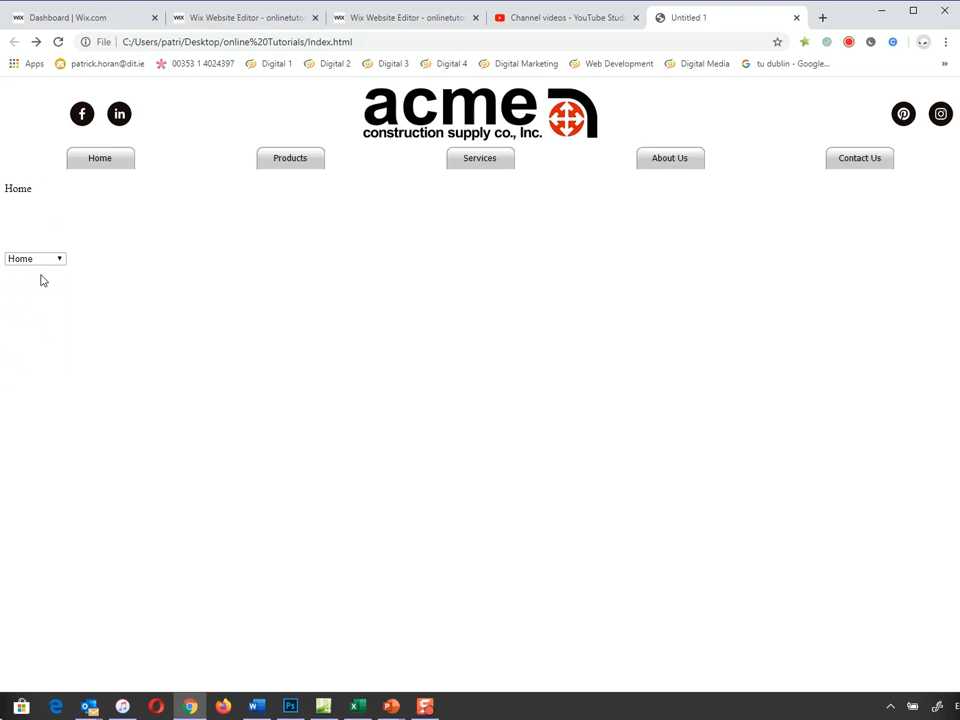 Dashboard | Wix.com
WIX Wix Website Editor - onlinetuto
WIX Wix Website Editor - onlinetuto
Channel videos - YouTube Stud
Untitled 1
File C:/Users/patri/Desktop/online%20Tutorials/Index.html
Apps patrick.horan@dit.ie 00353 1 4024397 Digital 1 Digital 2 Digital 3 Digital 4 Digital Marketing Web Development Digital Media tu dublin - Google... »
acme
construction supply co., Inc.
Home Products Services About Us Contact Us
Home
Home